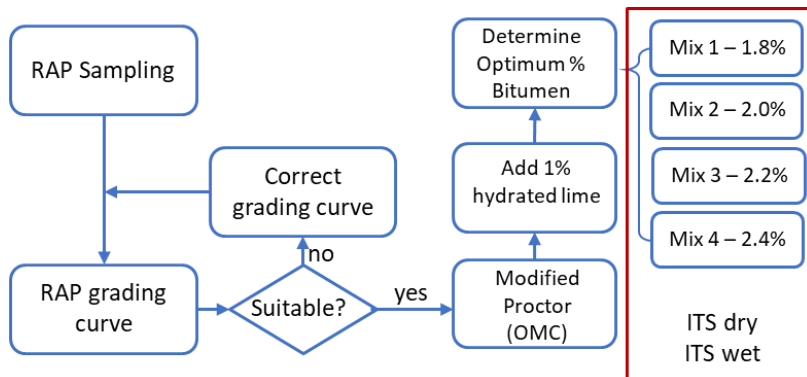 RAP Sampling
Correct
grading curve
no
RAP grading
curve
Suitable?
yes
Modified
Proctor
(OMC)
Add 1%
hydrated lime
Determine
Optimum %
Bitumen
Mix 1 – 1.8%
Mix 2 – 2.0%
Mix 3 – 2.2%
Mix 4 – 2.4%
ITS dry
ITS wet